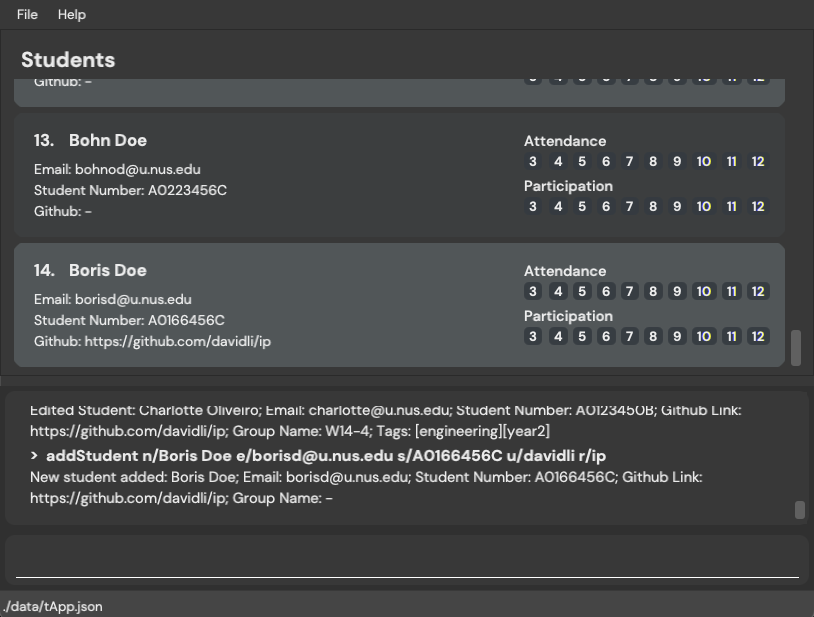 File Help
Students
Github: -
3 4 5 6 7 8 9 10 11 12
13. Bohn Doe
Email: bohnod@u.nus.edu
Student Number: A0223456C
Github: -
Attendance
3 4 5 6 7 8 9 10 11 12
Participation
3 4 5 6 7 8 9 10 11 12
14. Boris Doe
Email: borisd@u.nus.edu
Student Number: A0166456C
Github: https://github.com/davidli/ip
Attendance
3 4 5 6 7 8 9 10 11 12
Participation
3 4 5 6 7 8 9 10 11 12
Edited Student: Charlotte Oliveiro; Email: charlotte@u.nus.edu; Student Number: A0123450B; Github Link:
https://github.com/davidli/ip; Group Name: W14-4; Tags: [engineering][year2]
> addStudent n/Boris Doe e/borisd@u.nus.edu s/A0166456C u/davidli r/ip
New student added: Boris Doe; Email: borisd@u.nus.edu; Student Number: A0166456C; Github Link:
https://github.com/davidli/ip; Group Name: -
./data/tApp.json